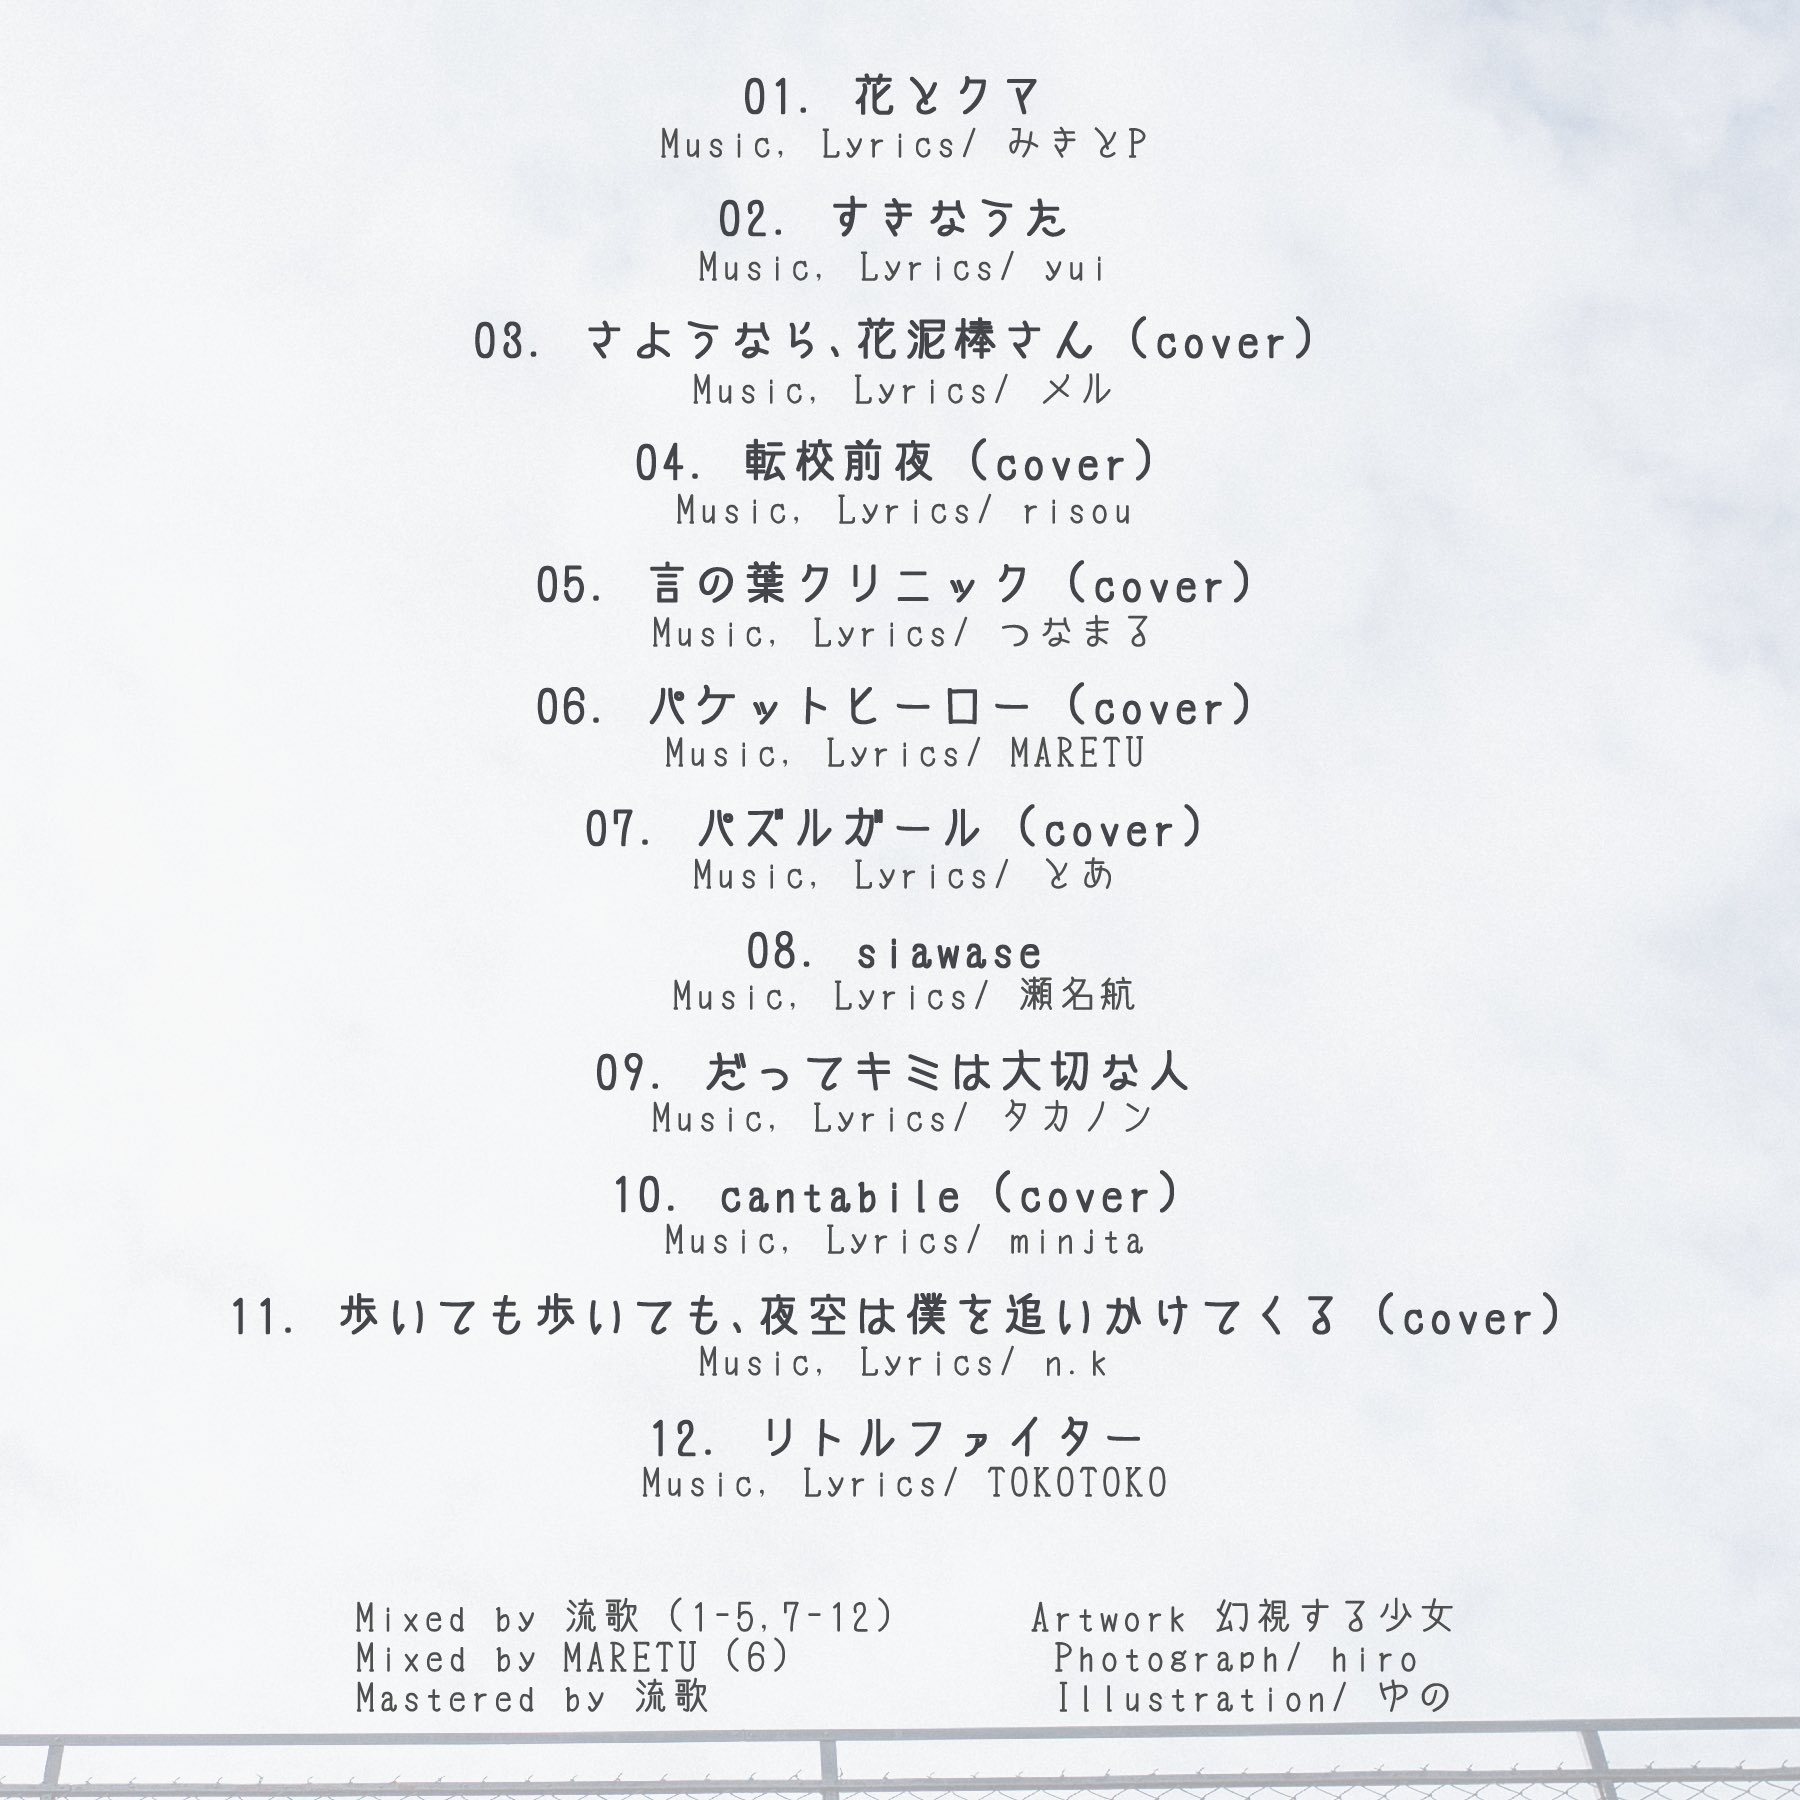 01. 花とクマ
Music, Lyrics/ みきとP
02. すきなうた
Music, Lyrics/ yui
03. さようなら、花泥棒さん (cover)
Music, Lyrics/ メル
04. 転校前夜 (cover)
Music, Lyrics/ risou
05. 言の葉クリニック (cover)
Music, Lyrics/ つなまる
06. パケットヒーロー (cover)
Music, Lyrics/ MARETU
07. パズルガール (cover)
Music, Lyrics/ とあ
08. siawase
Music, Lyrics/ 瀬名航
09. だってキミは大切な人
Music, Lyrics/ タカノン
10. cantabile (cover)
Music, Lyrics/ minjta
11. 歩いても歩いても、夜空は僕を追いかけてくる (cover)
Music, Lyrics/ n.k
12. リトルファイター
Music, Lyrics/ TOKOTOKO
Mixed by 流歌 (1-5,7-12)
Mixed by MARETU (6)
Mastered by 流歌
Artwork 幻視する少女
Photograph/ hiro
Illustration/ ゆの